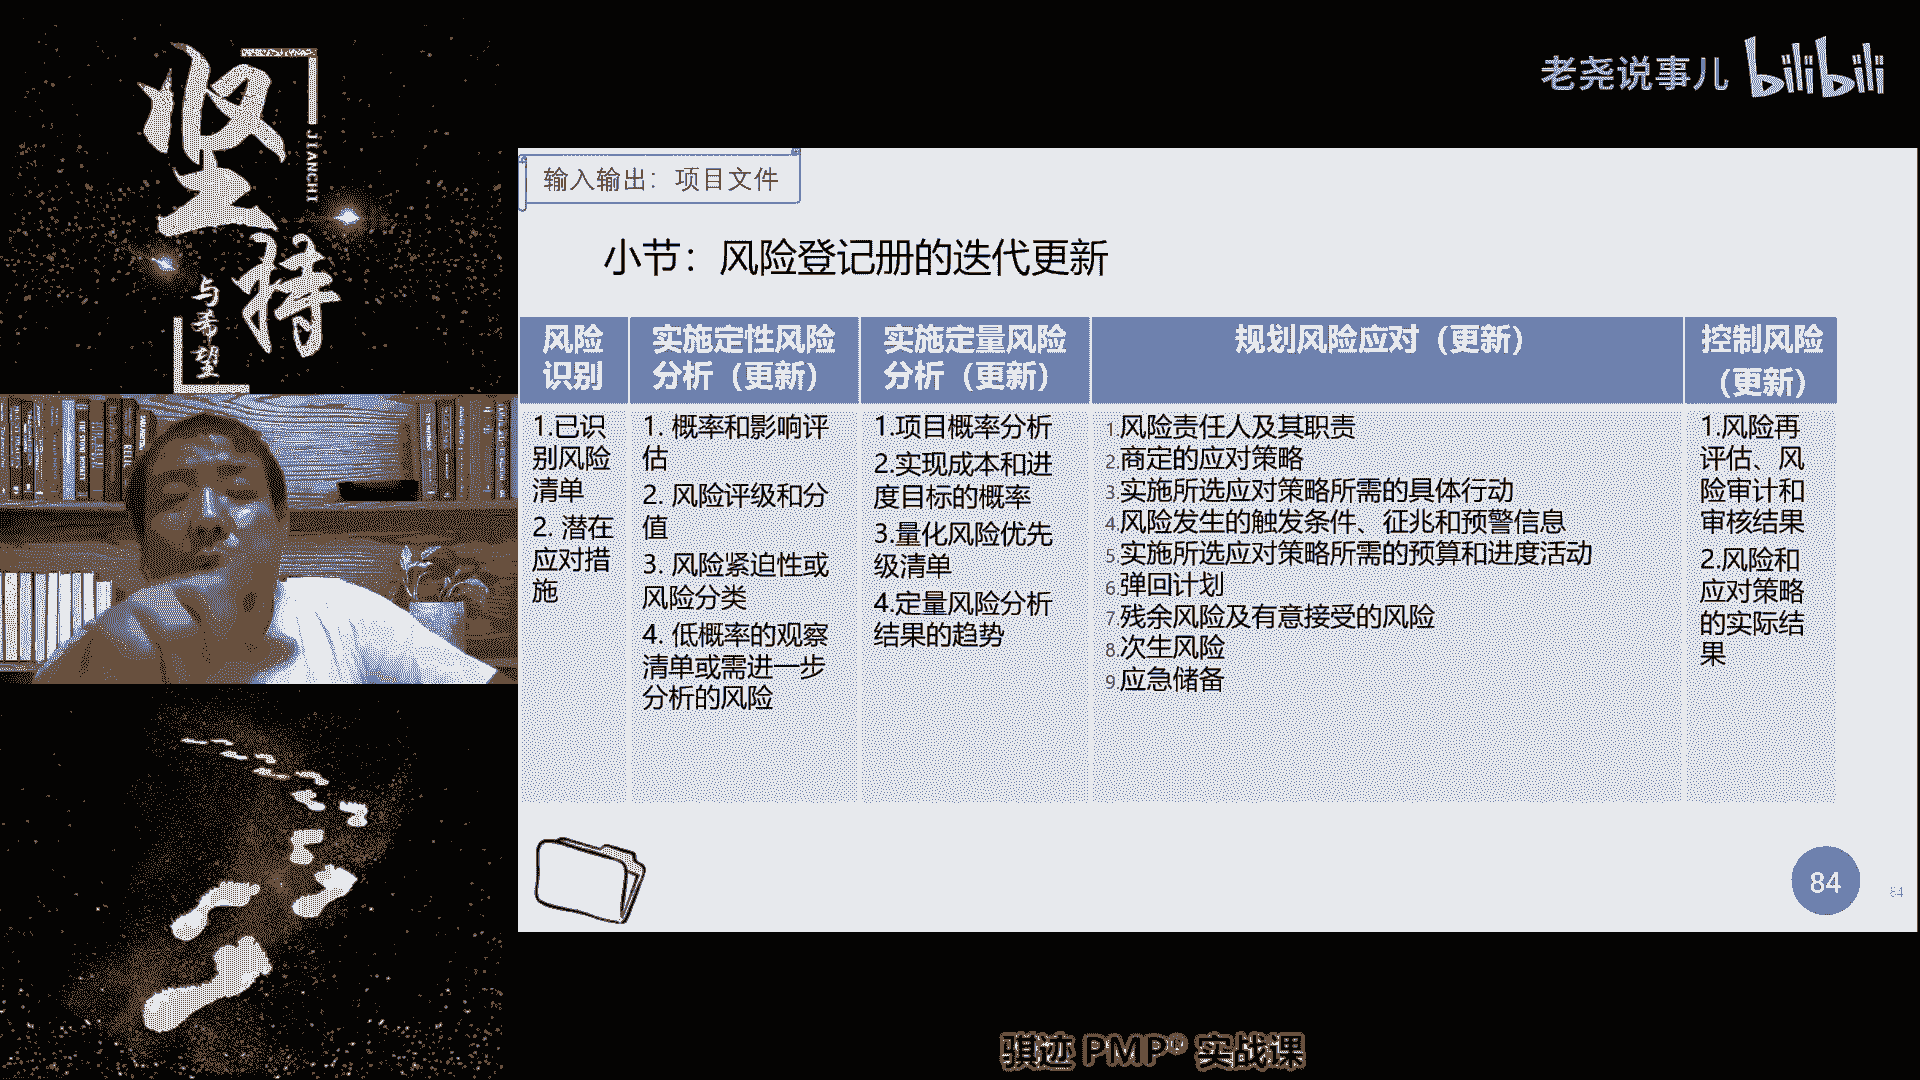 坚持
JIANCHI
与希望
老尧说事儿 bilibili
输入输出：项目文件
小节：风险登记册的迭代更新
风险
识别
1.已识
别风险
清单
2. 潜在
应对措
施
实施定性风险
分析（更新）
1. 概率和影响评
估
2. 风险评级和分
值
3. 风险紧迫性或
风险分类
4. 低概率的观察
清单或需进一步
分析的风险
实施定量风险
分析（更新）
1.项目概率分析
2.实现成本和进
度目标的概率
3.量化风险优先
级清单
4.定量风险分析
结果的趋势
规划风险应对（更新）
1.风险责任人及其职责
2.商定的应对策略
3.实施所选应对策略所需的具体行动
4.风险发生的触发条件、征兆和预警信息
5.实施所选应对策略所需的预算和进度活动
6.弹回计划
7.残余风险及有意接受的风险
8.次生风险
9.应急储备
控制风险
（更新）
1.风险再
评估、风
险审计和
审核结果
2.风险和
应对策略
的实际结
果
84
84
骐迹 PMP® 实战课